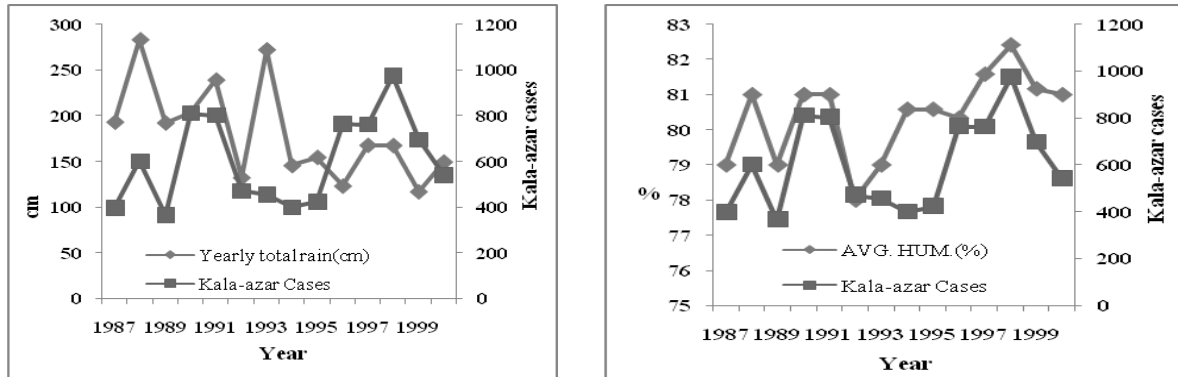 300
250
200
150
100
50
0
cm
1200
1000
800
600
400
200
0
Kala-azar cases
Yearly total rain(cm)
Kala-azar Cases
1987 1989 1991 1993 1995 1997 1999
Year
83
82
81
80
79
78
77
76
75
%
1200
1000
800
600
400
200
0
Kala-azar cases
AVG. HUM.(%)
Kala-azar Cases
1987 1989 1991 1993 1995 1997 1999
Year